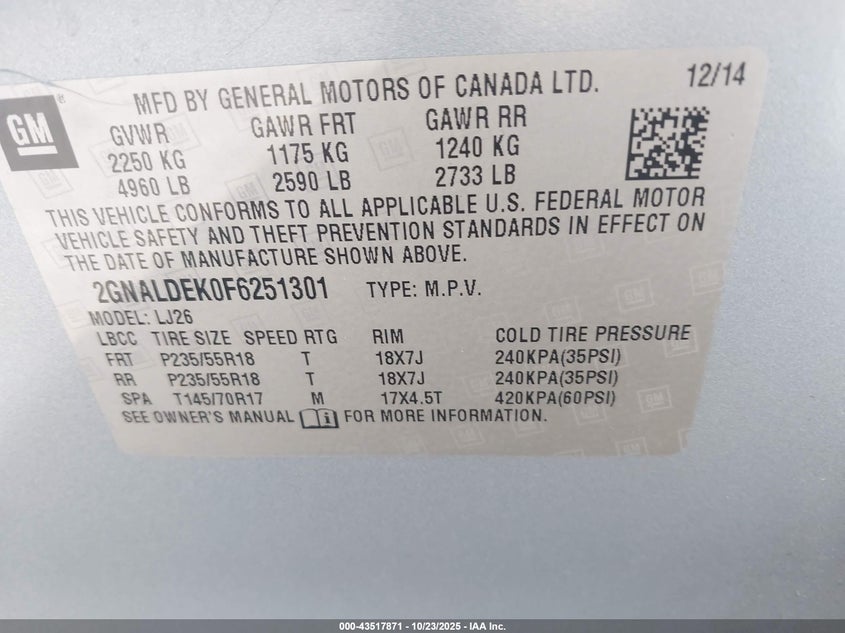 MFD BY GENERAL MOTORS OF CANADA LTD. 12/14
GM ®
GVWR GAWR FRT GAWR RR
2250 KG 1175 KG 1240 KG
4960 LB 2590 LB 2733 LB
THIS VEHICLE CONFORMS TO ALL APPLICABLE U.S. FEDERAL MOTOR
VEHICLE SAFETY AND THEFT PREVENTION STANDARDS IN EFFECT ON
THE DATE OF MANUFACTURE SHOWN ABOVE.
2GNALDEK0F6251301 TYPE: M.P.V.
MODEL: LJ26
LBCC TIRE SIZE SPEED RTG RIM COLD TIRE PRESSURE
FRT P235/55R18 T 18X7J 240KPA(35PSI)
RR P235/55R18 T 18X7J 240KPA(35PSI)
SPA T145/70R17 M 17X4.5T 420KPA(60PSI)
SEE OWNER'S MANUAL i FOR MORE INFORMATION.
000-43517871 - 10/23/2025 - IAA Inc.